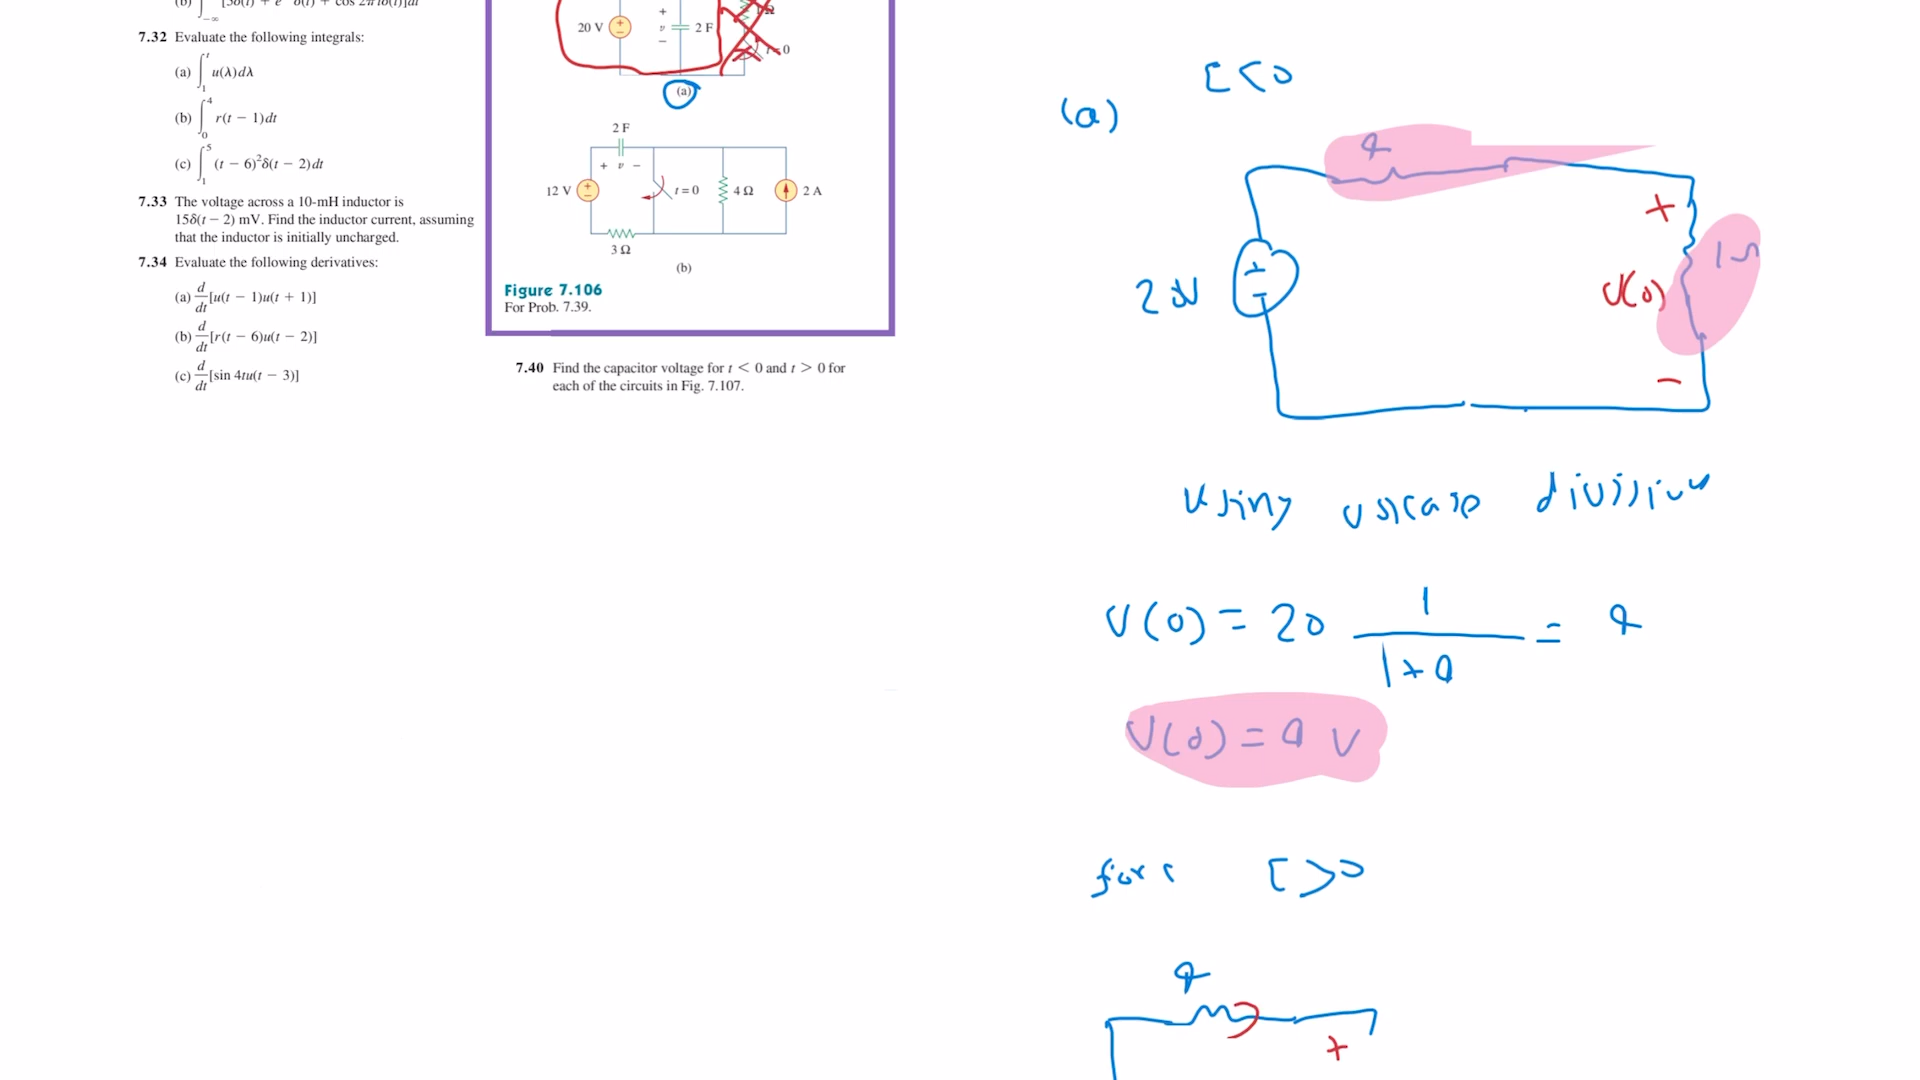 7.32 Evaluate the following integrals:
(a) ∫₁ᵗ u(λ)dλ
(b) ∫₀⁴ r(t − 1)dt
(c) ∫₁⁵ (t − 6)²δ(t − 2)dt
7.33 The voltage across a 10-mH inductor is
15δ(t − 2) mV. Find the inductor current, assuming
that the inductor is initially uncharged.
7.34 Evaluate the following derivatives:
(a) d/dt [u(t − 1)u(t + 1)]
(b) d/dt [r(t − 6)u(t − 2)]
(c) d/dt [sin 4tu(t − 3)]
20 V
+
v
−
2 F
(a)
2 F
+ v −
12 V
t = 0
4 Ω
2 A
3 Ω
(b)
Figure 7.106
For Prob. 7.39.
7.40 Find the capacitor voltage for t < 0 and t > 0 for
each of the circuits in Fig. 7.107.
(a)
t<0
4
+
1Ω
20V
V(0)
−
Using division
V(0) = 20 1/(1+4) = 4
V(0) = 4 V
for t>0
4
+